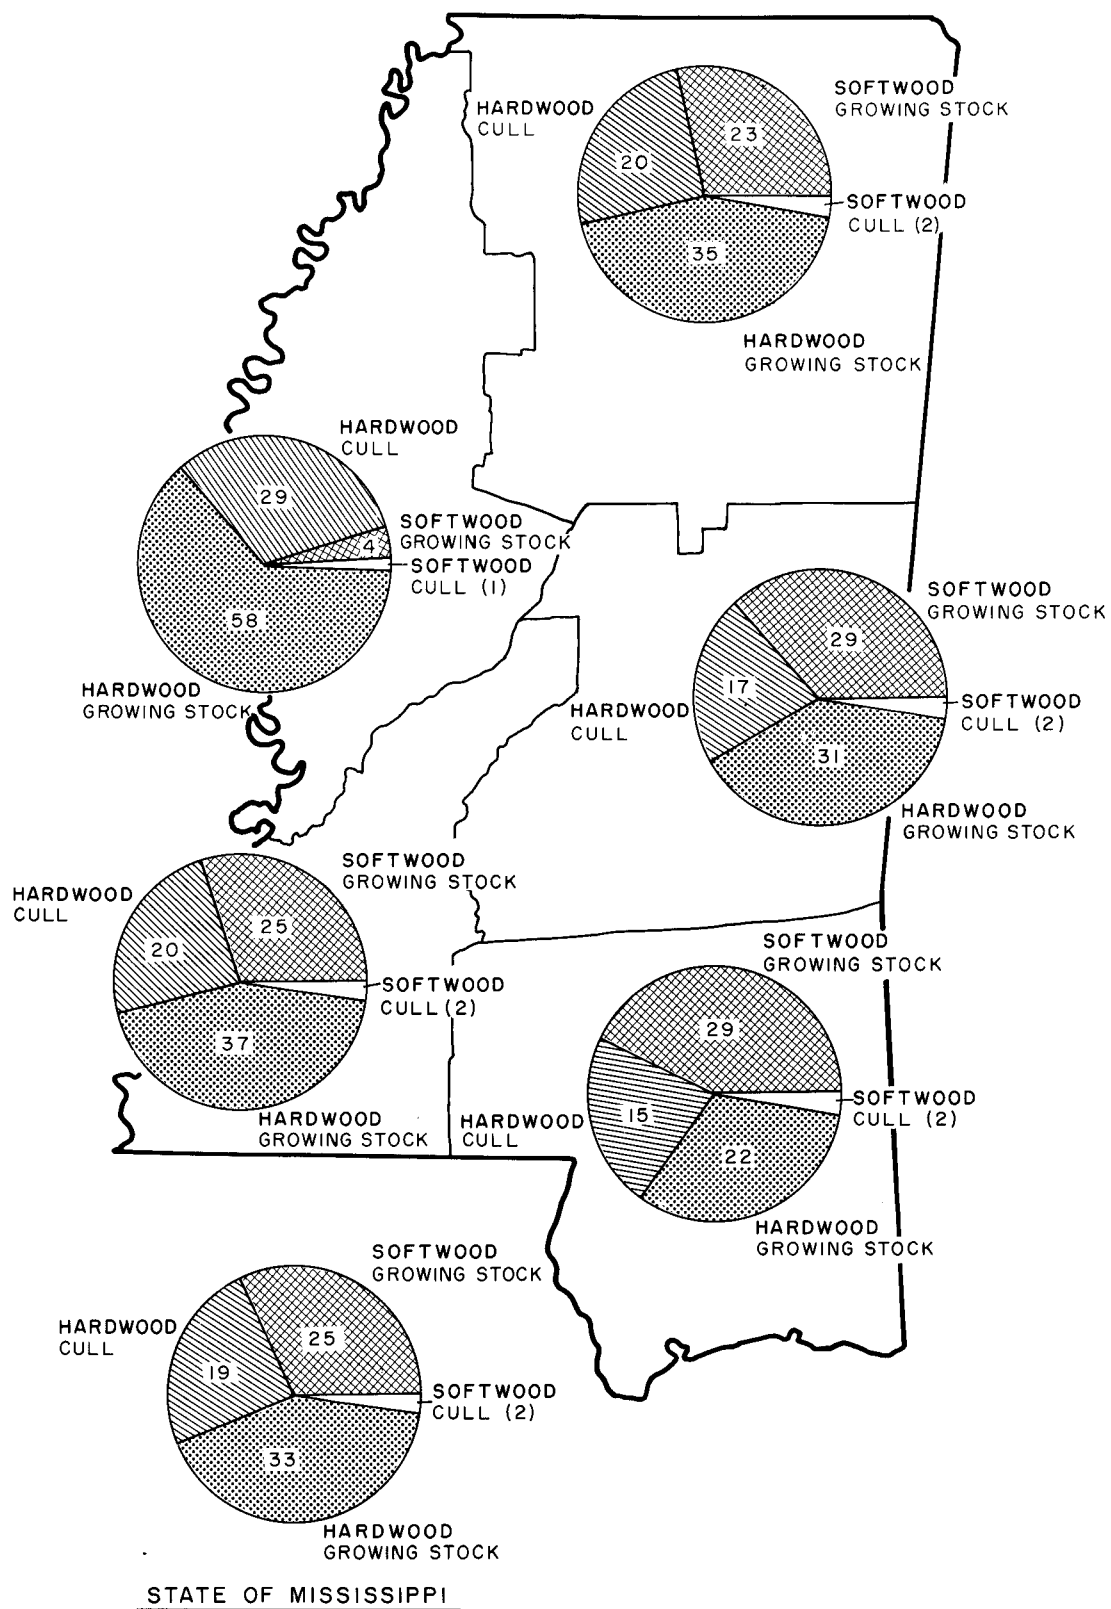 HARDWOOD
CULL
20
23
SOFTWOOD
GROWING STOCK
SOFTWOOD
CULL (2)
35
HARDWOOD
GROWING STOCK
HARDWOOD
CULL
29
SOFTWOOD
GROWING STOCK
4
SOFTWOOD
CULL (1)
58
HARDWOOD
GROWING STOCK
SOFTWOOD
GROWING STOCK
29
17
HARDWOOD
CULL
SOFTWOOD
CULL (2)
31
HARDWOOD
GROWING STOCK
SOFTWOOD
GROWING STOCK
HARDWOOD
CULL
25
20
SOFTWOOD
CULL (2)
37
HARDWOOD
GROWING STOCK
SOFTWOOD
GROWING STOCK
29
15
SOFTWOOD
CULL (2)
HARDWOOD
CULL
22
HARDWOOD
GROWING STOCK
SOFTWOOD
GROWING STOCK
HARDWOOD
CULL
25
19
SOFTWOOD
CULL (2)
33
HARDWOOD
GROWING STOCK
STATE OF MISSISSIPPI